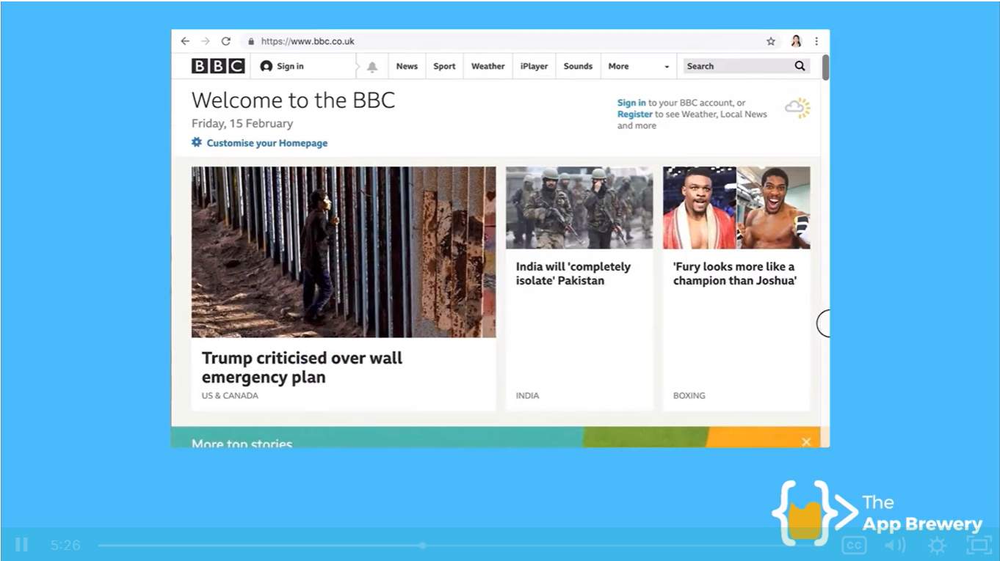 https://www.bbc.co.uk
BBC
Sign in
News
Sport
Weather
iPlayer
Sounds
More
Search
Welcome to the BBC
Friday, 15 February
Customise your Homepage
Sign in to your BBC account, or
Register to see Weather, Local News
and more
Trump criticised over wall
emergency plan
US & CANADA
India will 'completely
isolate' Pakistan
INDIA
'Fury looks more like a
champion than Joshua'
BOXING
More top stories
The
App Brewery
5:26
CC